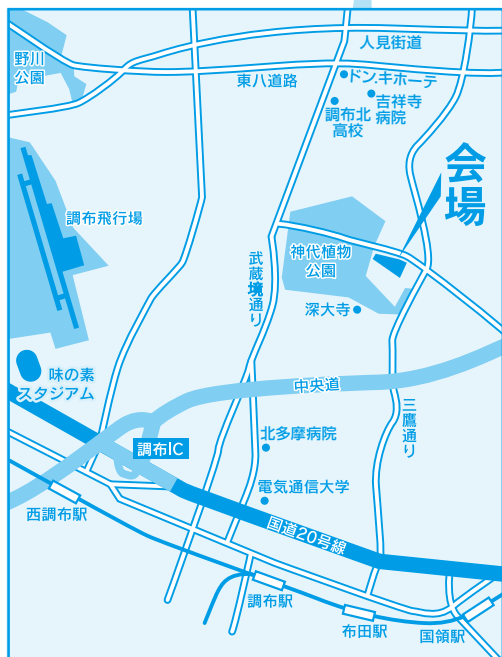 人見街道
野川
公園
東八道路
ドン.キホーテ
吉祥寺
病院
調布北
高校
会場
調布飛行場
神代植物
公園
武蔵境通り
深大寺
味の素
スタジアム
中央道
三鷹通り
北多摩病院
調布IC
電気通信大学
西調布駅
国道20号線
調布駅
布田駅
国領駅